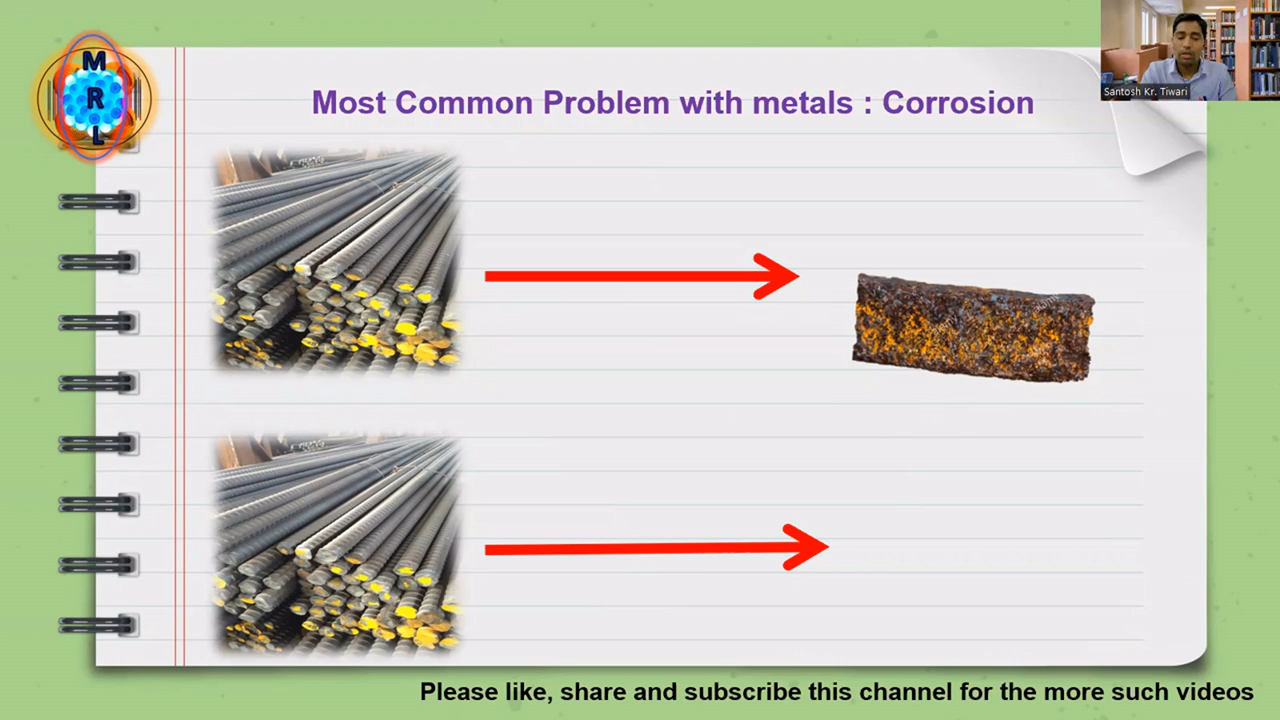 M
R
L
Most Common Problem with metals : Corrosion
Santosh Kr. Tiwari
Please like, share and subscribe this channel for the more such videos